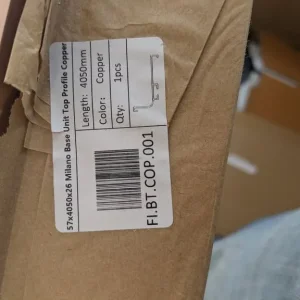 57x4050x26 Milano Base Unit Top Profile Copper
Length: 4050mm
Color: Copper
Qty: 1pcs
FI.BT.COP.001